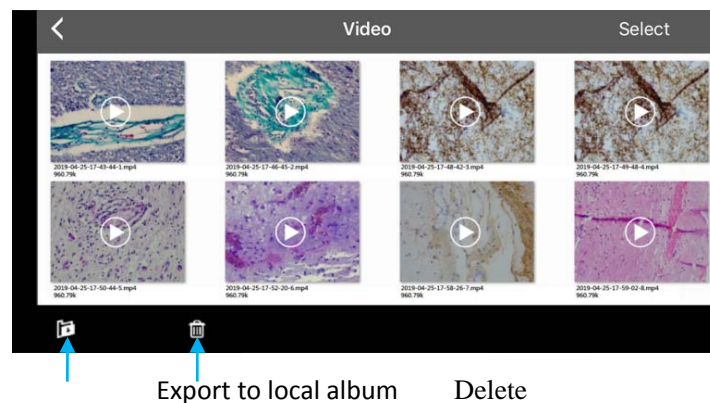 Video Select
2019-04-25-17-43-44-1.mp4 2019-04-25-17-46-45-2.mp4 2019-04-25-17-48-42-3.mp4 2019-04-25-17-49-48-4.mp4
960.79k 960.79k 960.79k 960.79k
2019-04-25-17-50-44-5.mp4 2019-04-25-17-52-20-6.mp4 2019-04-25-17-58-26-7.mp4 2019-04-25-17-59-02-8.mp4
960.79k 960.79k 960.79k 960.79k
Export to local album Delete